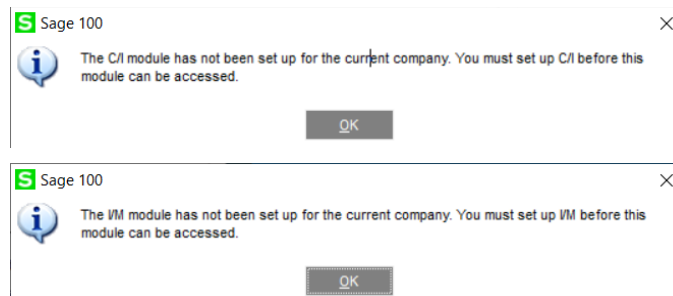 S Sage 100
The C/I module has not been set up for the current company. You must set up C/I before this
module can be accessed.
OK
S Sage 100
The I/M module has not been set up for the current company. You must set up I/M before this
module can be accessed.
OK